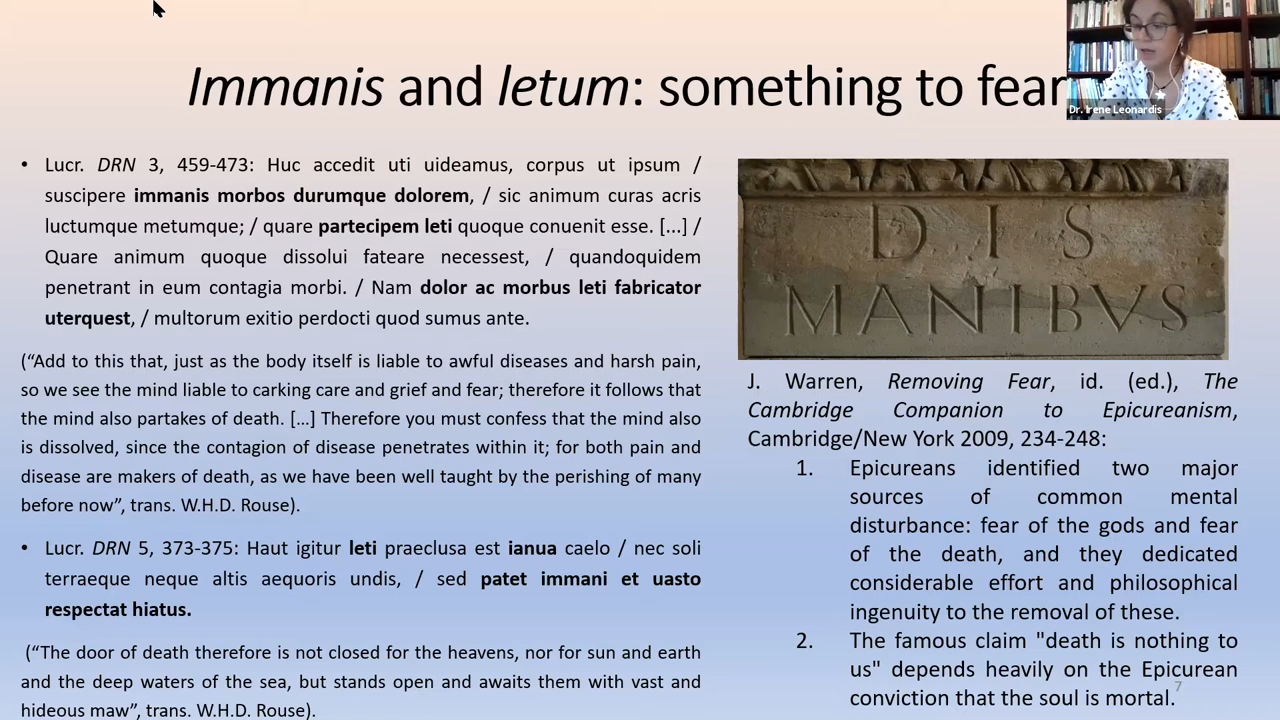 Immanis and letum: something to fear
Dr. Irene Leonardis
• Lucr. DRN 3, 459-473: Huc accedit uti uideamus, corpus ut ipsum /
suscipere immanis morbos durumque dolorem, / sic animum curas acris
luctumque metumque; / quare partecipem leti quoque conuenit esse. [...] /
Quare animum quoque dissolui fateare necessest, / quandoquidem
penetrant in eum contagia morbi. / Nam dolor ac morbus leti fabricator
uterquest, / multorum exitio perdocti quod sumus ante.
(“Add to this that, just as the body itself is liable to awful diseases and harsh pain,
so we see the mind liable to carking care and grief and fear; therefore it follows that
the mind also partakes of death. [...] Therefore you must confess that the mind also
is dissolved, since the contagion of disease penetrates within it; for both pain and
disease are makers of death, as we have been well taught by the perishing of many
before now”, trans. W.H.D. Rouse).
• Lucr. DRN 5, 373-375: Haut igitur leti praeclusa est ianua caelo / nec soli
terraeque neque altis aequoris undis, / sed patet immani et uasto
respectat hiatus.
(“The door of death therefore is not closed for the heavens, nor for sun and earth
and the deep waters of the sea, but stands open and awaits them with vast and
hideous maw”, trans. W.H.D. Rouse).
DIS
MANIBVS
J. Warren, Removing Fear, id. (ed.), The
Cambridge Companion to Epicureanism,
Cambridge/New York 2009, 234-248:
1. Epicureans identified two major
sources of common mental
disturbance: fear of the gods and fear
of the death, and they dedicated
considerable effort and philosophical
ingenuity to the removal of these.
2. The famous claim "death is nothing to
us" depends heavily on the Epicurean
conviction that the soul is mortal.
7